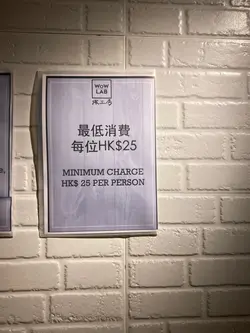 WOW
LAB
最低消費
每位HK$25
MINIMUM CHARGE
HK$ 25 PER PERSON